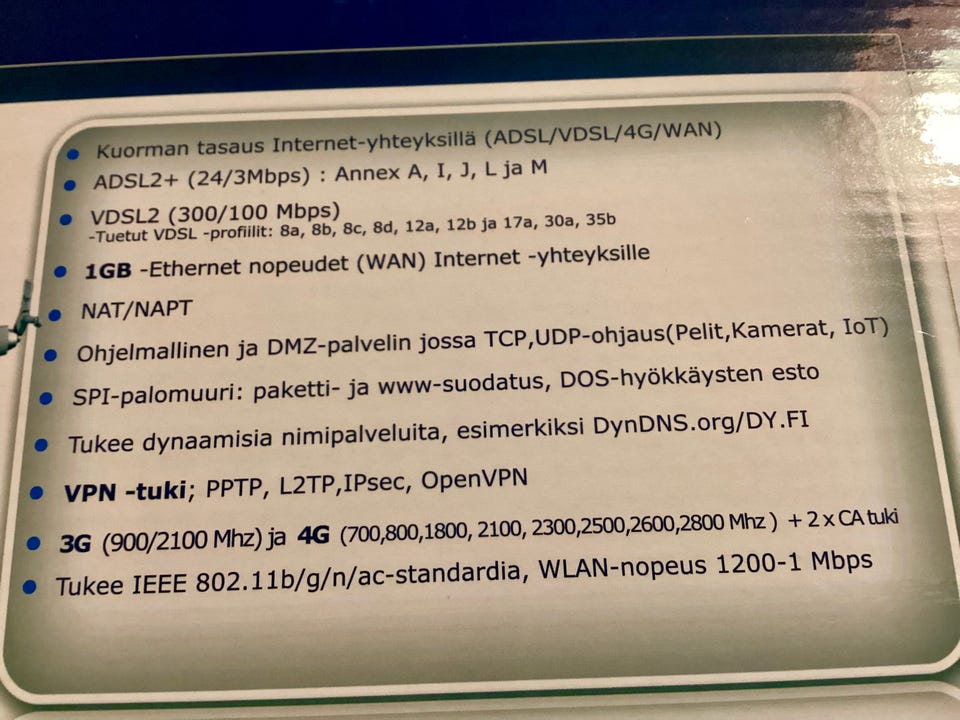 • Kuorman tasaus Internet-yhteyksillä (ADSL/VDSL/4G/WAN)
• ADSL2+ (24/3Mbps) : Annex A, I, J, L ja M
• VDSL2 (300/100 Mbps)
-Tuetut VDSL -profiilit: 8a, 8b, 8c, 8d, 12a, 12b ja 17a, 30a, 35b
• 1GB -Ethernet nopeudet (WAN) Internet -yhteyksille
• NAT/NAPT
• Ohjelmallinen ja DMZ-palvelin jossa TCP,UDP-ohjaus(Pelit,Kamerat, IoT)
• SPI-palomuuri: paketti- ja www-suodatus, DOS-hyökkäysten esto
• Tukee dynaamisia nimipalveluita, esimerkiksi DynDNS.org/DY.FI
• VPN -tuki; PPTP, L2TP,IPsec, OpenVPN
• 3G (900/2100 Mhz) ja 4G (700,800,1800, 2100, 2300,2500,2600,2800 Mhz ) + 2 x CA tuki
• Tukee IEEE 802.11b/g/n/ac-standardia, WLAN-nopeus 1200-1 Mbps